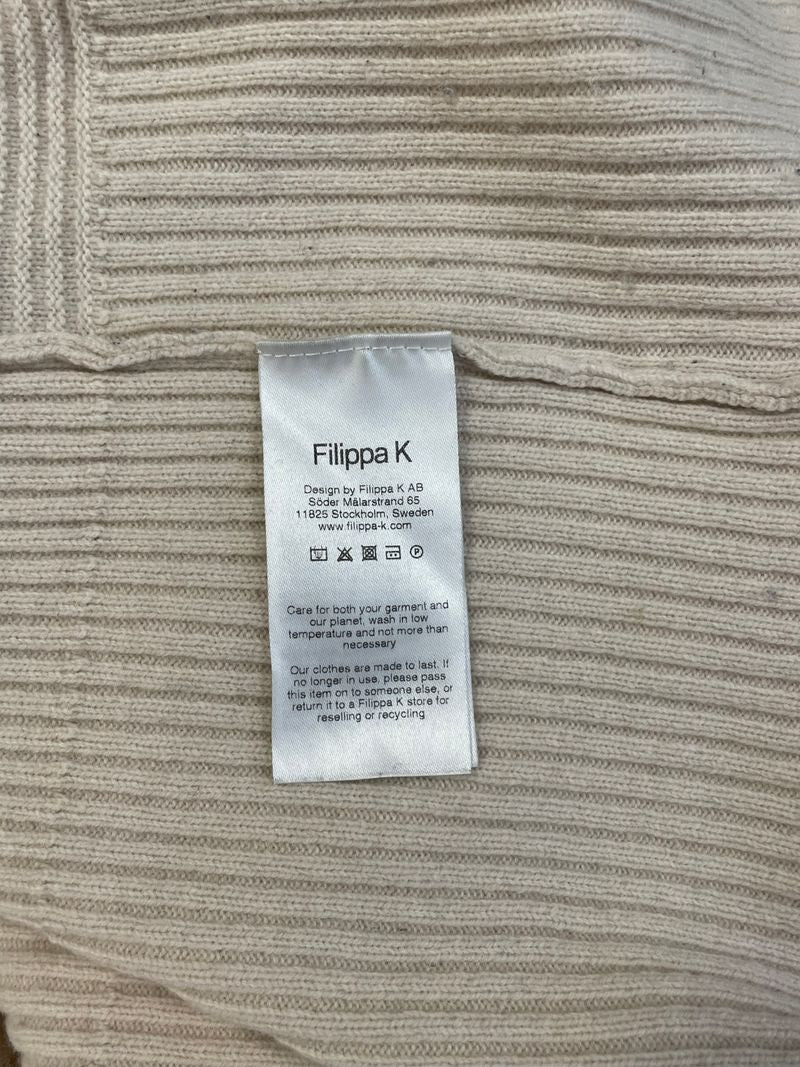 Filippa K
Design by Filippa K AB
Söder Mälarstrand 65
11825 Stockholm, Sweden
www.filippa-k.com
P
Care for both your garment and
our planet, wash in low
temperature and not more than
necessary
Our clothes are made to last. If
no longer in use, please pass
this item on to someone else, or
return it to a Filippa K store for
reselling or recycling